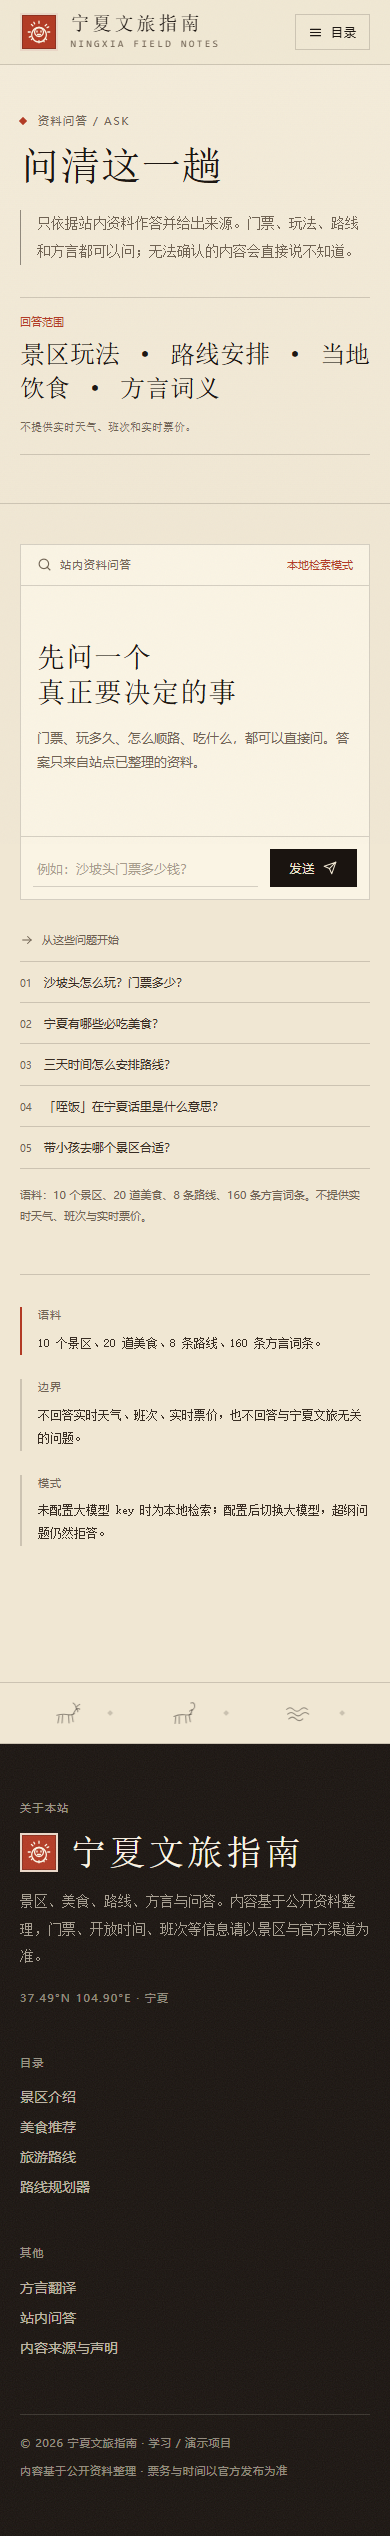 宁夏文旅指南
NINGXIA FIELD NOTES
目录
资料问答 / ASK
问清这一趟
只依据站内资料作答并给出来源。门票、玩法、路线
和方言都可以问；无法确认的内容会直接说不知道。
回答范围
景区玩法 • 路线安排 • 当地
饮食 • 方言词义
不提供实时天气、班次和实时票价。
站内资料问答
本地检索模式
先问一个
真正要决定的事
门票、玩多久、怎么顺路、吃什么，都可以直接问。答
案只来自站点已整理的资料。
例如：沙坡头门票多少钱？
发送
从这些问题开始
01 沙坡头怎么玩？门票多少？
02 宁夏有哪些必吃美食？
03 三天时间怎么安排路线？
04 「咥饭」在宁夏话里是什么意思？
05 带小孩去哪个景区合适？
语料：10 个景区、20 道美食、8 条路线、160 条方言词条。不提供实
时天气、班次与实时票价。
语料
10 个景区、20 道美食、8 条路线、160 条方言词条。
边界
不回答实时天气、班次、实时票价，也不回答与宁夏文旅无关
的问题。
模式
未配置大模型 key 时为本地检索；配置后切换大模型，超纲问
题仍然拒答。
关于本站
宁夏文旅指南
景区、美食、路线、方言与问答。内容基于公开资料整
理，门票、开放时间、班次等信息请以景区与官方渠道为
准。
37.49°N 104.90°E · 宁夏
目录
景区介绍
美食推荐
旅游路线
路线规划器
其他
方言翻译
站内问答
内容来源与声明
© 2026 宁夏文旅指南 · 学习 / 演示项目
内容基于公开资料整理 · 票务与时间以官方发布为准